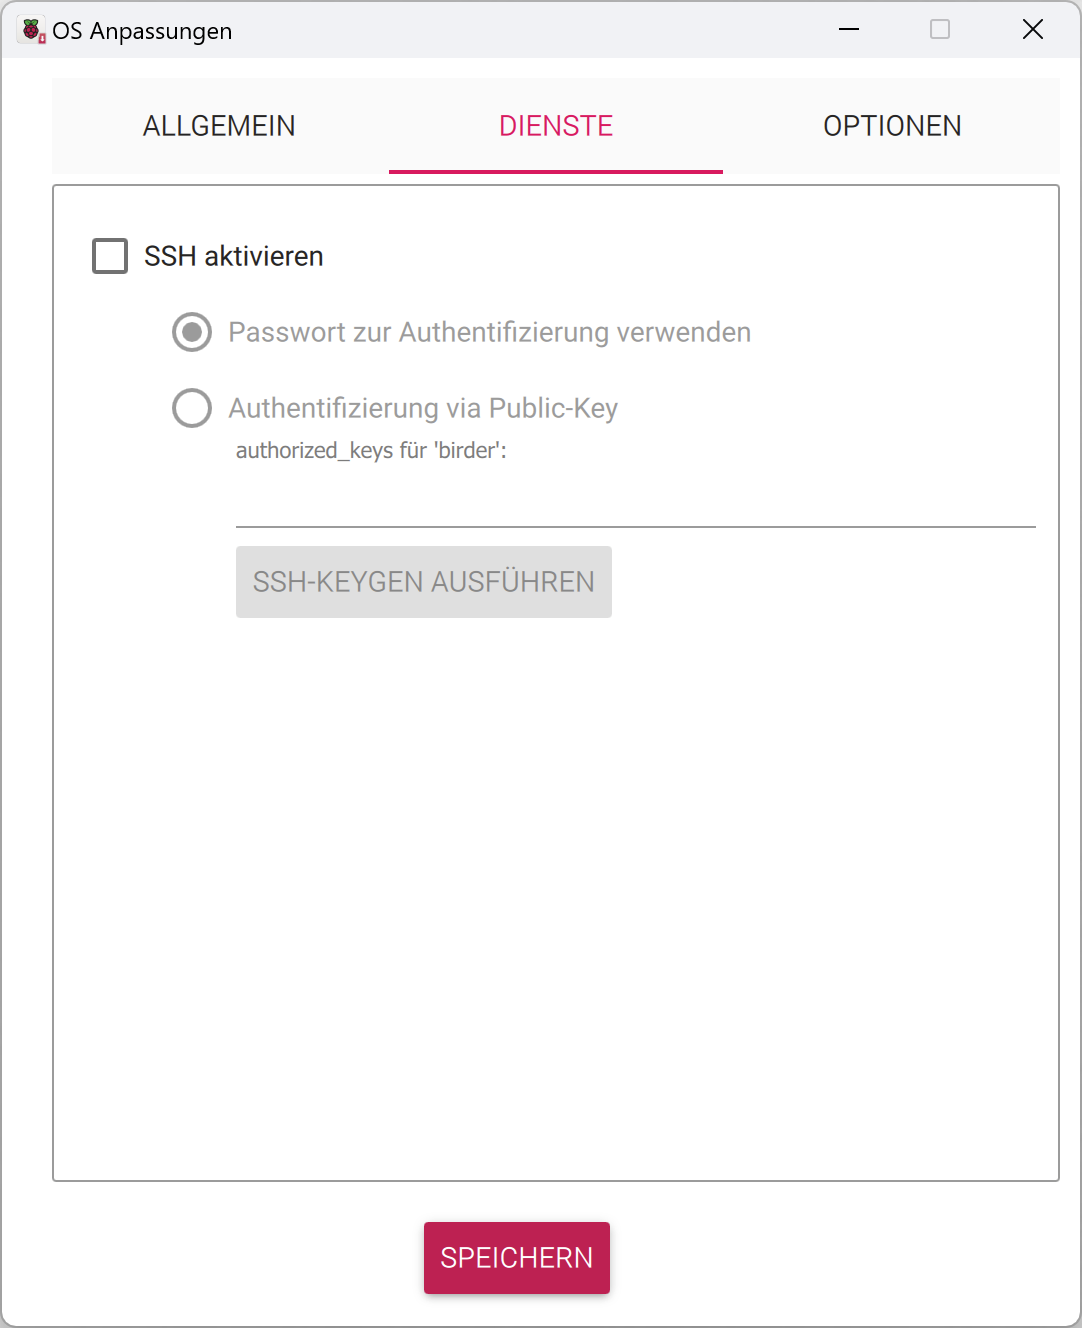 OS Anpassungen
ALLGEMEIN
DIENSTE
OPTIONEN
SSH aktivieren
Passwort zur Authentifizierung verwenden
Authentifizierung via Public-Key
authorized_keys für 'birder':
SSH-KEYGEN AUSFÜHREN
SPEICHERN